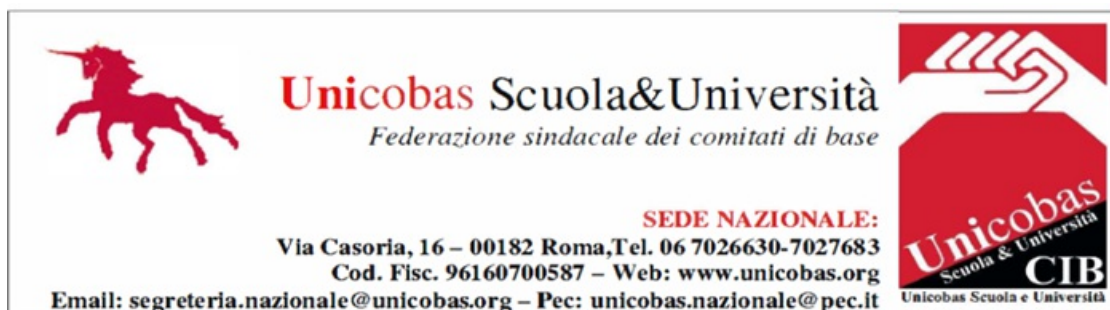 Unicobas Scuola&Università
Federazione sindacale dei comitati di base
SEDE NAZIONALE:
Via Casoria, 16 – 00182 Roma,Tel. 06 7026630-7027683
Cod. Fisc. 96160700587 – Web: www.unicobas.org
Email: segreteria.nazionale@unicobas.org – Pec: unicobas.nazionale@pec.it
Unicobas
Scuola & Università
CIB
Unicobas Scuola e Università